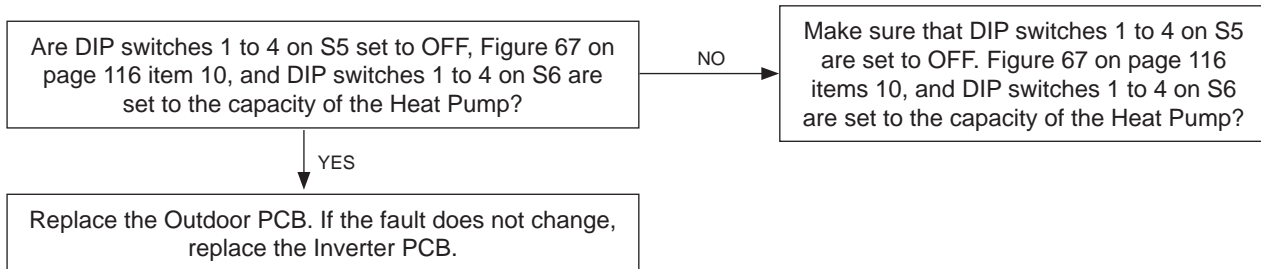 Are DIP switches 1 to 4 on S5 set to OFF, Figure 67 on
page 116 item 10, and DIP switches 1 to 4 on S6 are
set to the capacity of the Heat Pump?
NO
Make sure that DIP switches 1 to 4 on S5
are set to OFF. Figure 67 on page 116
items 10, and DIP switches 1 to 4 on S6
are set to the capacity of the Heat Pump?
YES
Replace the Outdoor PCB. If the fault does not change,
replace the Inverter PCB.